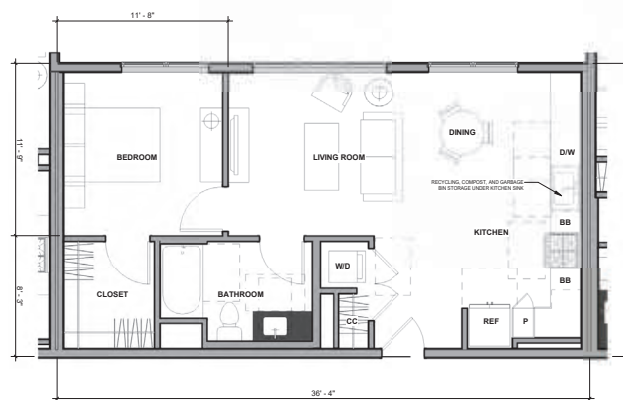 11' - 8"
11' - 9"
BEDROOM
LIVING ROOM
DINING
D/W
RECYCLING, COMPOST, AND GARBAGE
BIN STORAGE UNDER KITCHEN SINK
BB
KITCHEN
W/D
BB
8' - 3"
CLOSET
BATHROOM
CC
REF
P
36' - 4"